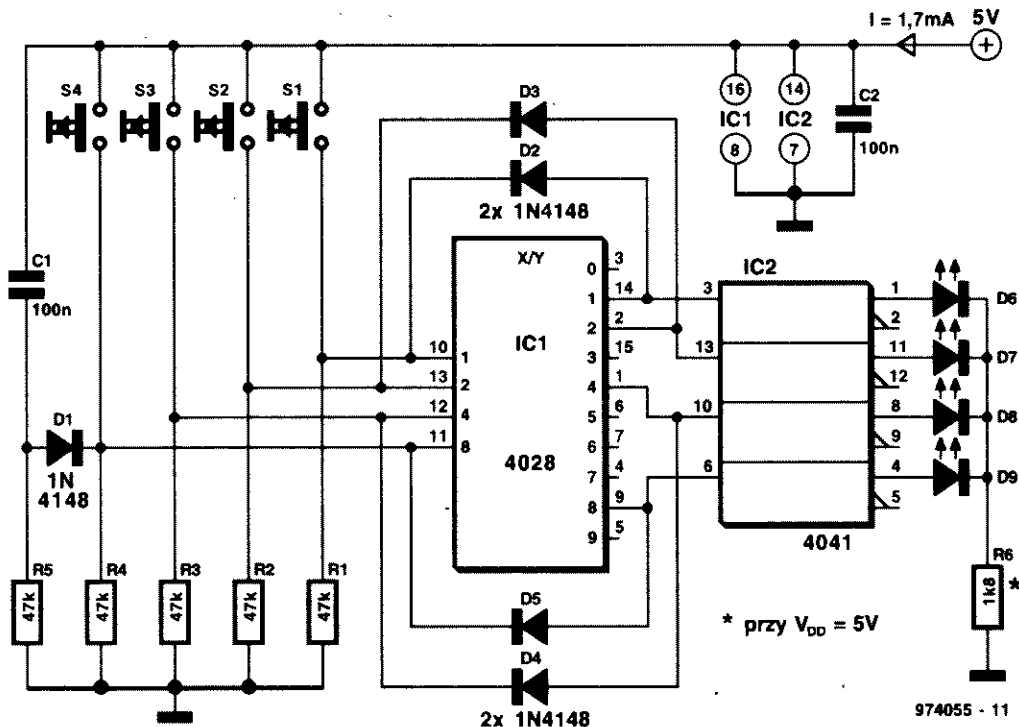 I = 1,7mA
5V
S4
S3
S2
S1
D3
D2
2x 1N4148
16
14
IC1
IC2
8
7
C2
100n
C1
100n
X/Y
IC1
4028
0
3
1
14
2
2
3
15
4
1
5
6
6
7
7
4
8
9
9
5
10
1
13
2
12
4
11
8
D1
1N
4148
IC2
3
1
2
13
11
12
10
8
9
6
4
5
4041
D6
D7
D8
D9
R5
47k
R4
47k
R3
47k
R2
47k
R1
47k
D5
D4
2x 1N4148
R6
1k8
*
* przy VDD = 5V
974055 - 11